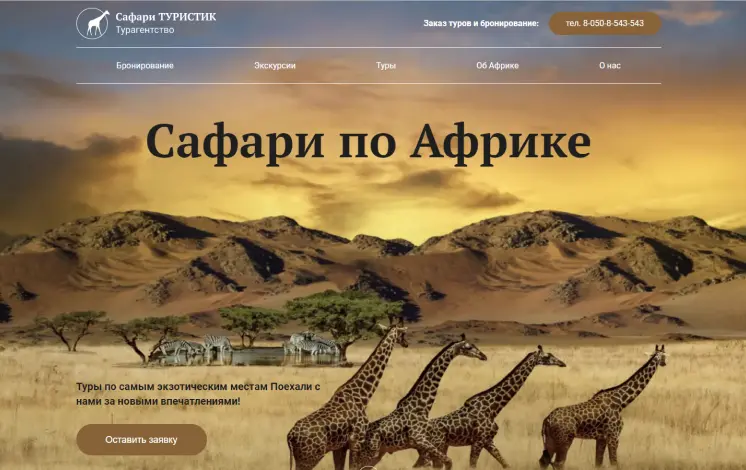 Сафари ТУРИСТИК
Турагентство
Заказ туров и бронирование:
тел. 8-050-8-543-543
Бронирование
Экскурсии
Туры
Об Африке
О нас
Сафари по Африке
Туры по самым экзотическим местам Поехали с
нами за новыми впечатлениями!
Оставить заявку